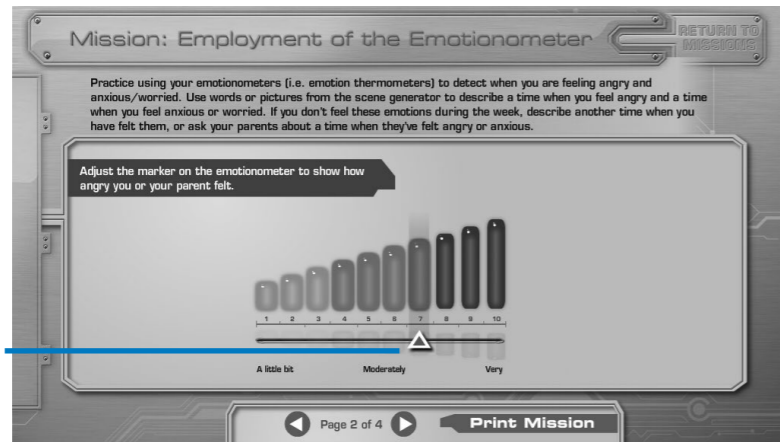 Mission: Employment of the Emotionometer
RETURN TO
MISSIONS
Practice using your emotionometers (i.e. emotion thermometers) to detect when you are feeling angry and
anxious/worried. Use words or pictures from the scene generator to describe a time when you feel angry and a time
when you feel anxious or worried. If you don't feel these emotions during the week, describe another time when you
have felt them, or ask your parents about a time when they've felt angry or anxious.
Adjust the marker on the emotionometer to show how
angry you or your parent felt.
1 2 3 4 5 6 7 8 9 10
A little bit Moderately Very
Page 2 of 4 Print Mission